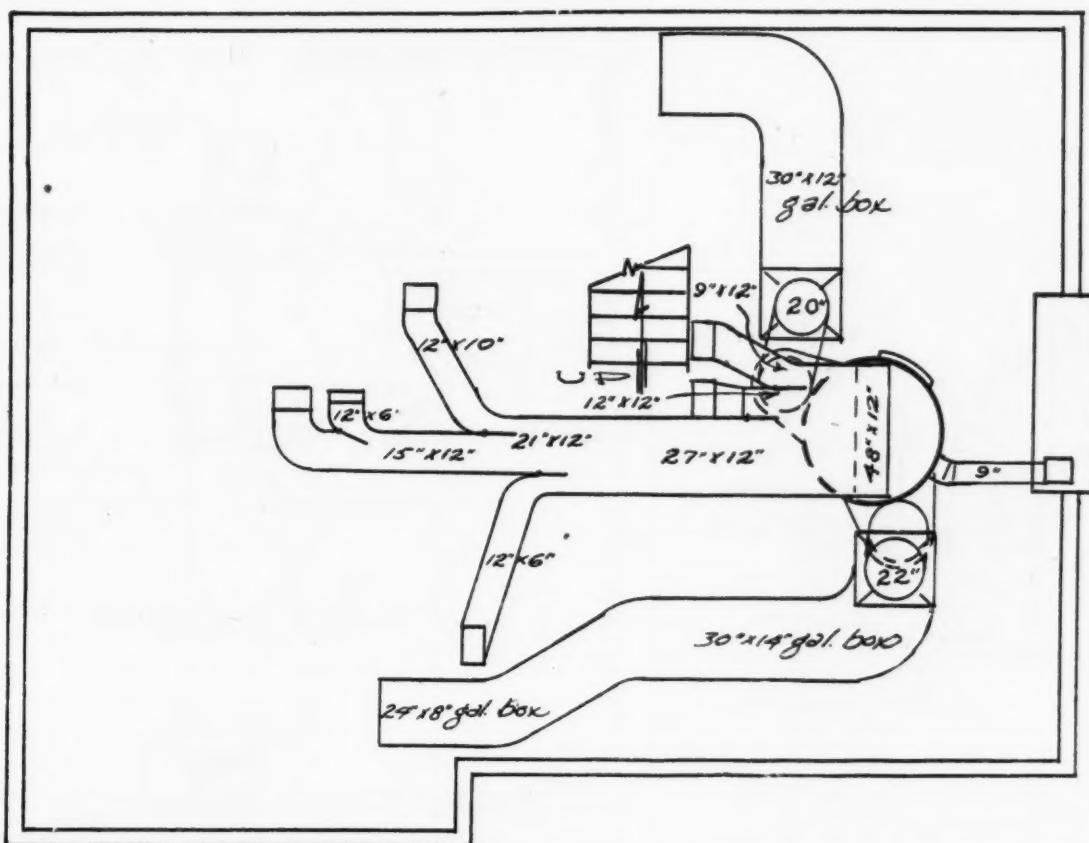 30"x12"
gal. box
9"x12"
20"
12"x10"
12"x12"
12"x6"
21"x12"
15"x12"
27"x12"
48"x12"
9"
12"x6"
22"
30"x14" gal. box
24"x8" gal. box